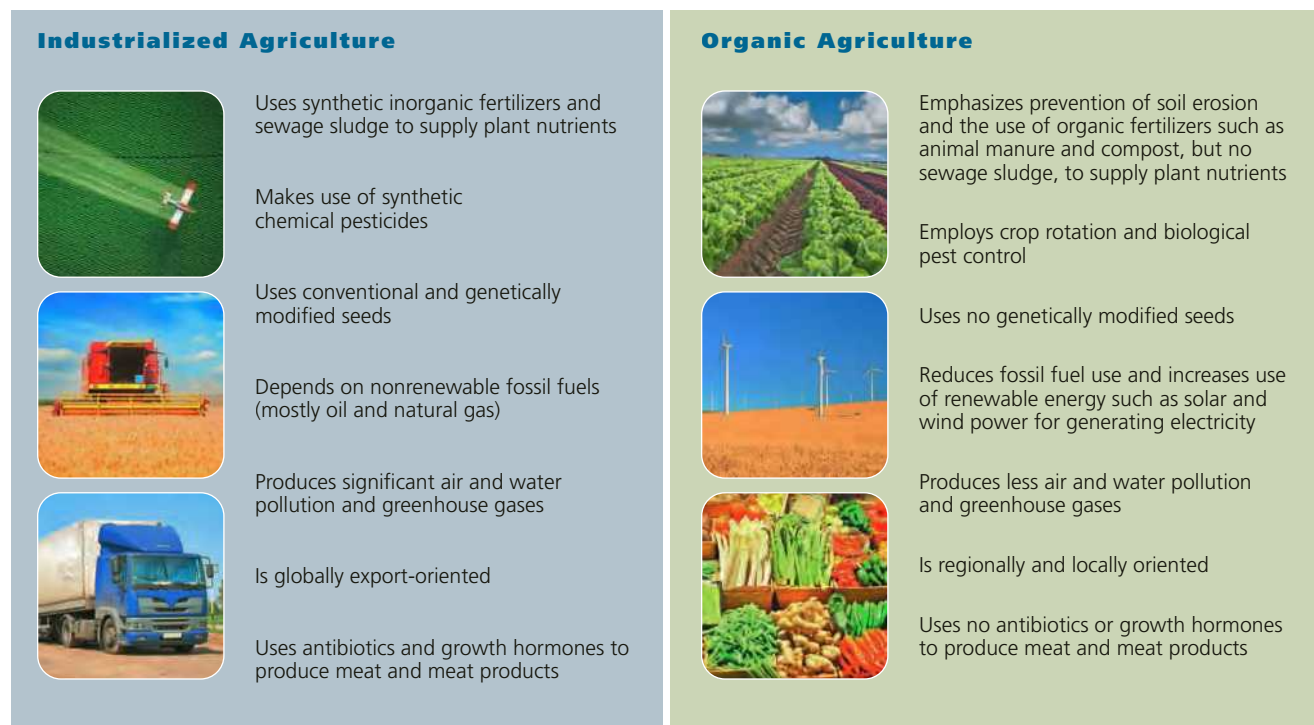 Industrialized Agriculture
Uses synthetic inorganic fertilizers and
sewage sludge to supply plant nutrients
Makes use of synthetic
chemical pesticides
Uses conventional and genetically
modified seeds
Depends on nonrenewable fossil fuels
(mostly oil and natural gas)
Produces significant air and water
pollution and greenhouse gases
Is globally export-oriented
Uses antibiotics and growth hormones to
produce meat and meat products
Organic Agriculture
Emphasizes prevention of soil erosion
and the use of organic fertilizers such as
animal manure and compost, but no
sewage sludge, to supply plant nutrients
Employs crop rotation and biological
pest control
Uses no genetically modified seeds
Reduces fossil fuel use and increases use
of renewable energy such as solar and
wind power for generating electricity
Produces less air and water pollution
and greenhouse gases
Is regionally and locally oriented
Uses no antibiotics or growth hormones
to produce meat and meat products